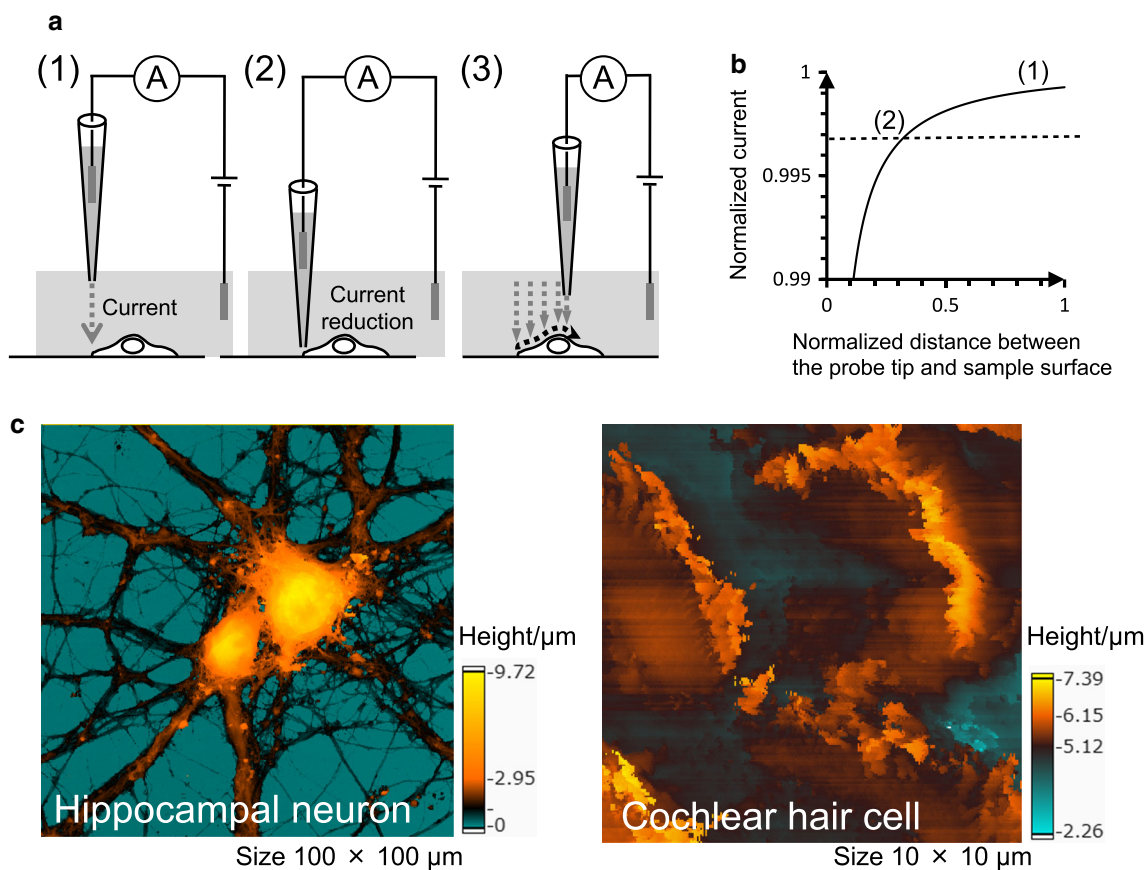 a
(1)
A
(2)
A
(3)
A
Current
Current
reduction
b
1
0.995
0.99
(1)
(2)
Normalized current
0
0.5
1
Normalized distance between
the probe tip and sample surface
c
Hippocampal neuron
Height/µm
-9.72
-2.95
-
-0
Size 100 × 100 µm
Cochlear hair cell
Height/µm
-7.39
-6.15
-5.12
-2.26
Size 10 × 10 µm